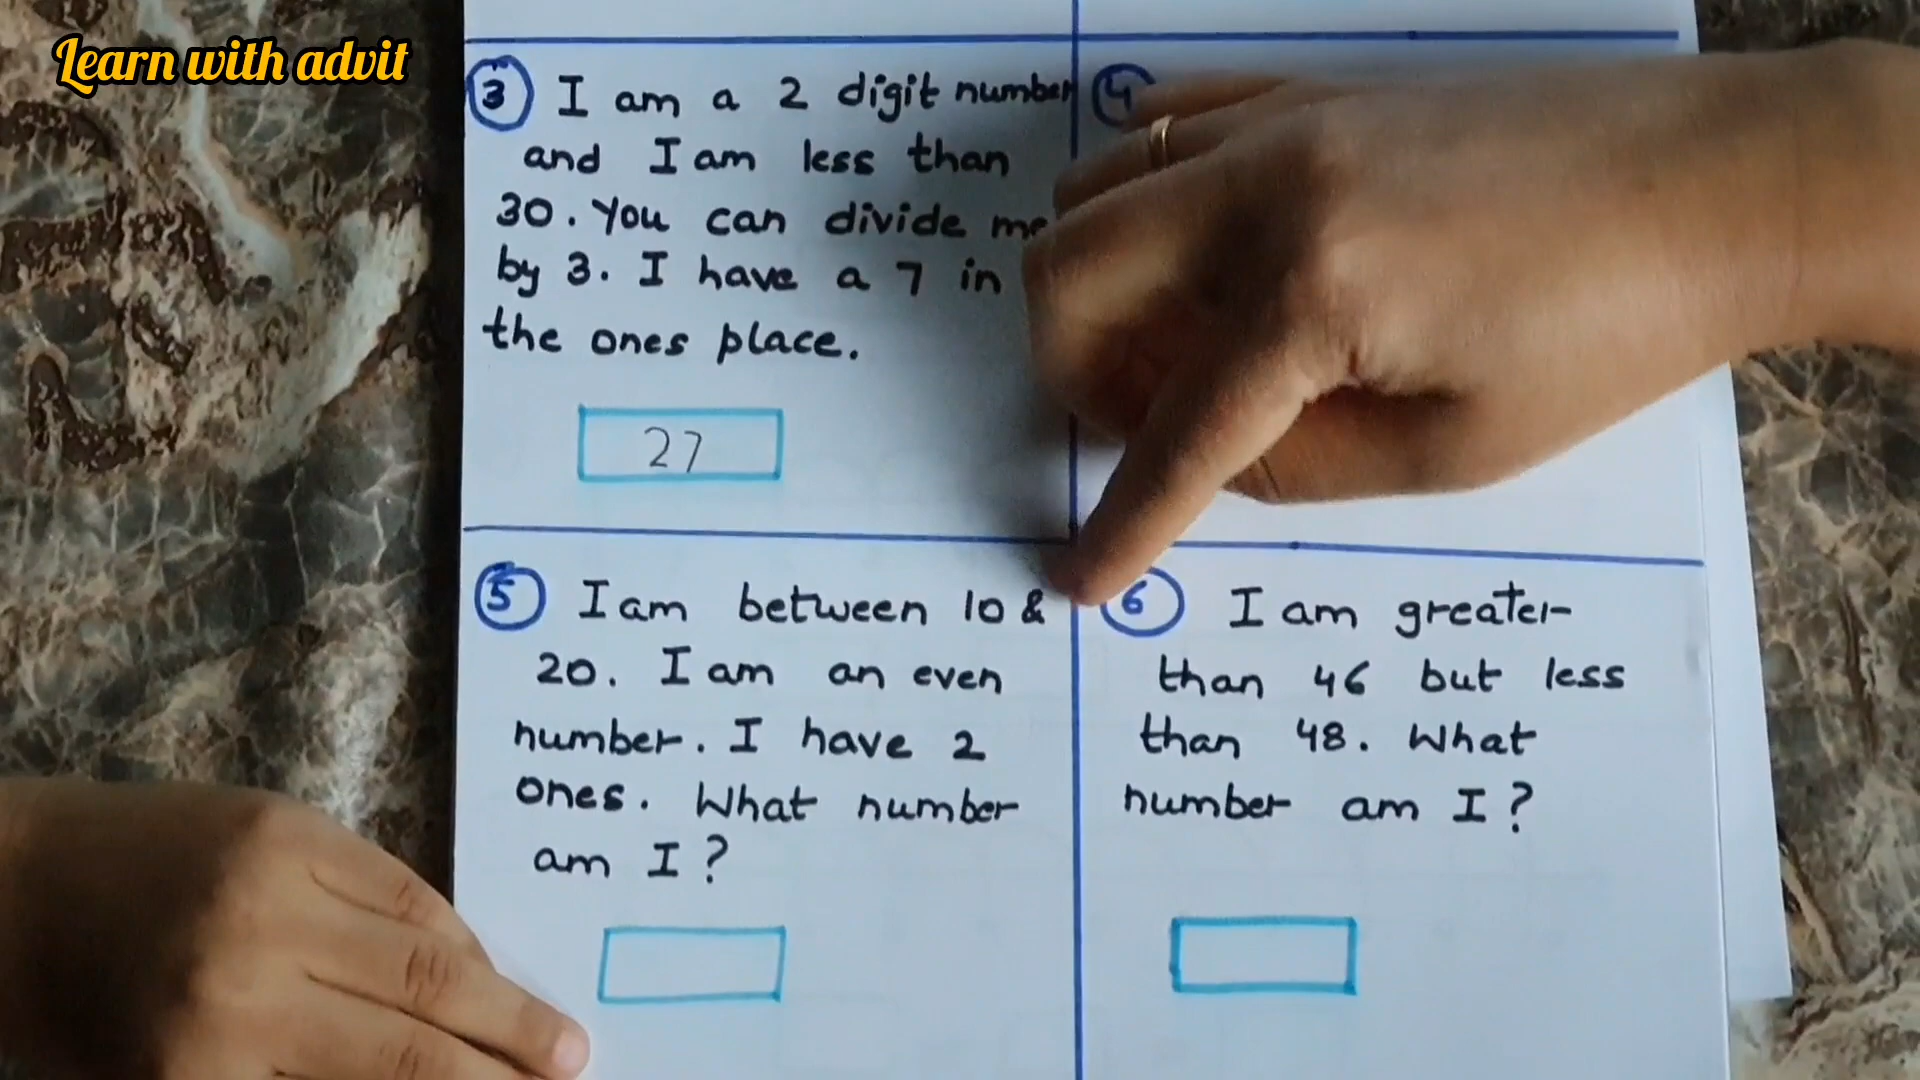 Learn with advit
3 I am a 2 digit number
and I am less than
30. You can divide me
by 3. I have a 7 in
the ones place.
27
4
5 I am between 10 &
20. I am an even
number. I have 2
ones. What number
am I?
6 I am greater
than 46 but less
than 48. What
number am I?